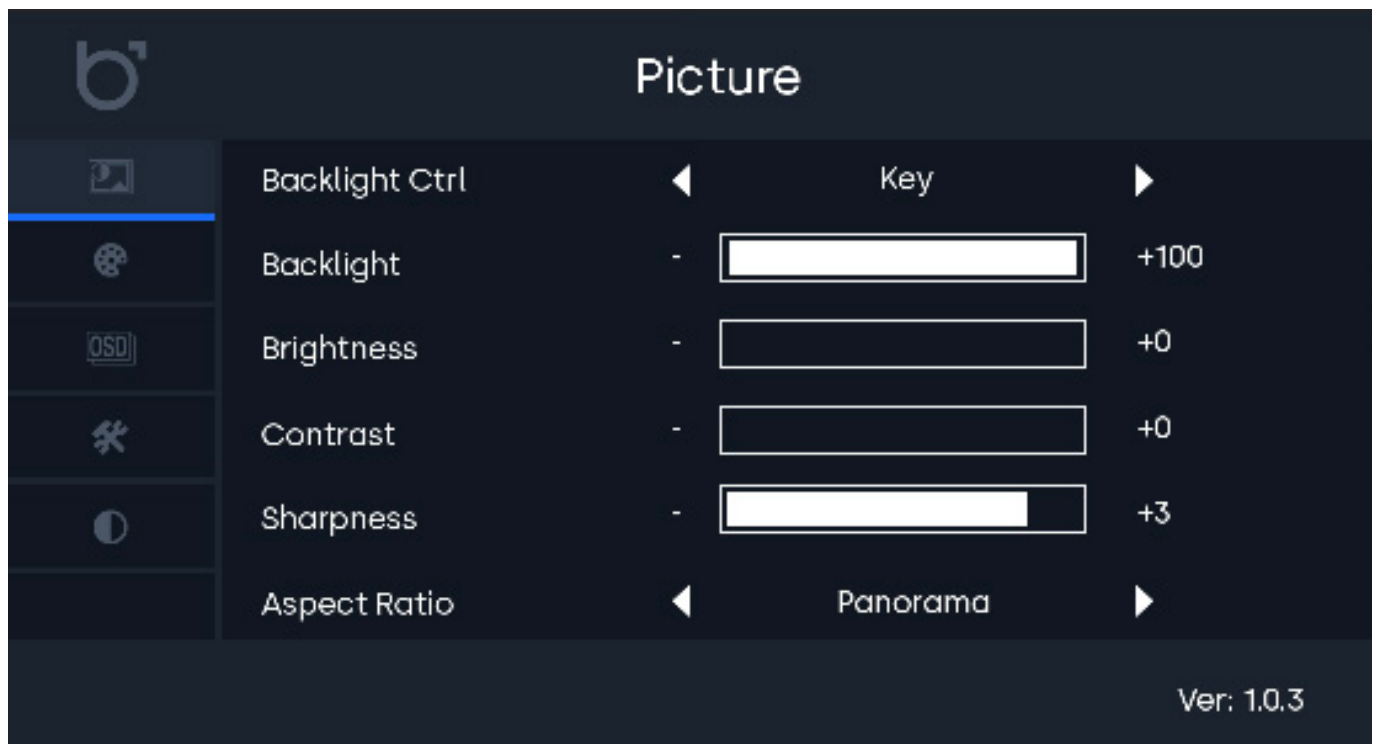 b
Picture
Backlight Ctrl Key
Backlight - +100
OSD
Brightness - +0
Contrast - +0
Sharpness - +3
Aspect Ratio Panorama
Ver: 1.0.3